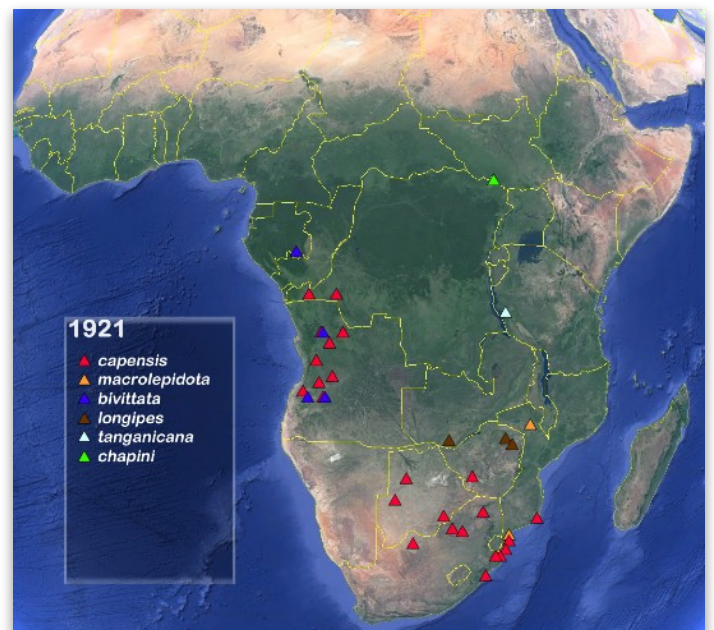 1921
capensis
macrolepidota
bivittata
longipes
tanganicana
chapini